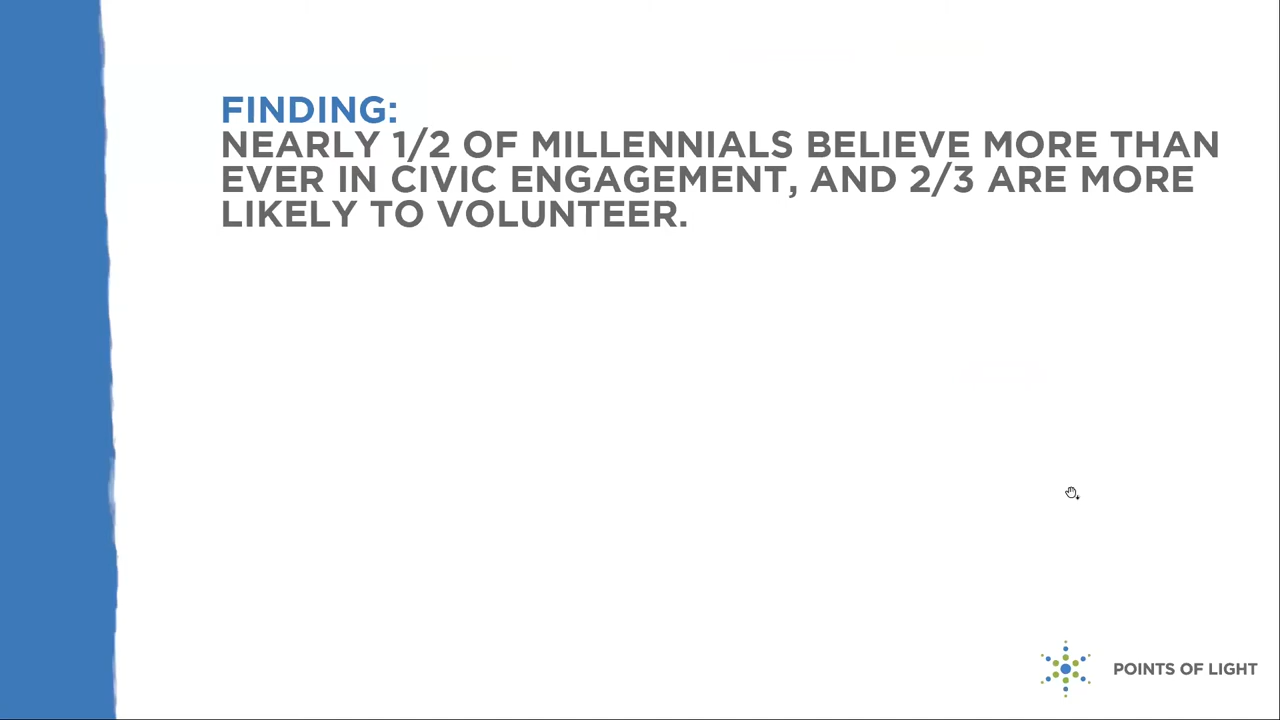 FINDING:
NEARLY 1/2 OF MILLENNIALS BELIEVE MORE THAN
EVER IN CIVIC ENGAGEMENT, AND 2/3 ARE MORE
LIKELY TO VOLUNTEER.
POINTS OF LIGHT